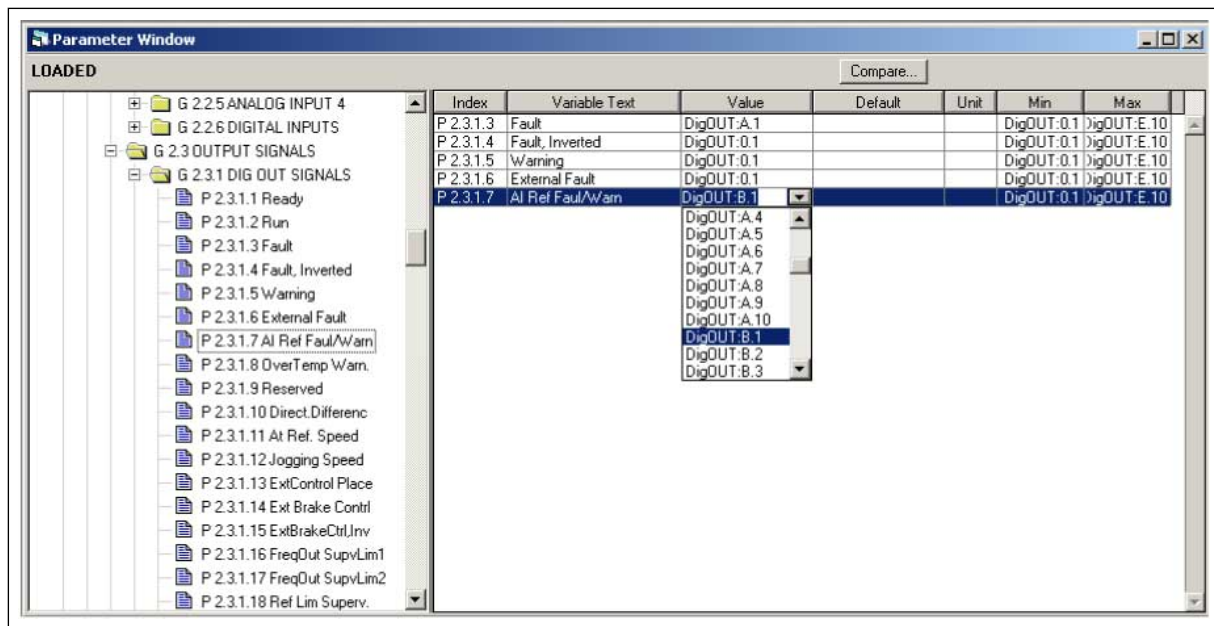 Parameter Window
LOADED
Compare...
G 2.2.5 ANALOG INPUT 4
G 2.2.6 DIGITAL INPUTS
G 2.3 OUTPUT SIGNALS
G 2.3.1 DIG OUT SIGNALS
P 2.3.1.1 Ready
P 2.3.1.2 Run
P 2.3.1.3 Fault
P 2.3.1.4 Fault, Inverted
P 2.3.1.5 Warning
P 2.3.1.6 External Fault
P 2.3.1.7 AI Ref Faul/Warn
P 2.3.1.8 OverTemp Warn.
P 2.3.1.9 Reserved
P 2.3.1.10 Direct.Differenc
P 2.3.1.11 At Ref. Speed
P 2.3.1.12 Jogging Speed
P 2.3.1.13 ExtControl Place
P 2.3.1.14 Ext Brake Contrl
P 2.3.1.15 ExtBrakeCtrl,Inv
P 2.3.1.16 FreqOut SupvLim1
P 2.3.1.17 FreqOut SupvLim2
P 2.3.1.18 Ref Lim Superv.
Index Variable Text Value Default Unit Min Max
P 2.3.1.3 Fault DigOUT:A.1 DigOUT:0.1 DigOUT:E.10
P 2.3.1.4 Fault, Inverted DigOUT:0.1 DigOUT:0.1 DigOUT:E.10
P 2.3.1.5 Warning DigOUT:0.1 DigOUT:0.1 DigOUT:E.10
P 2.3.1.6 External Fault DigOUT:0.1 DigOUT:0.1 DigOUT:E.10
P 2.3.1.7 AI Ref Faul/Warn DigOUT:B.1 DigOUT:0.1 DigOUT:E.10
DigOUT:A.4
DigOUT:A.5
DigOUT:A.6
DigOUT:A.7
DigOUT:A.8
DigOUT:A.9
DigOUT:A.10
DigOUT:B.1
DigOUT:B.2
DigOUT:B.3